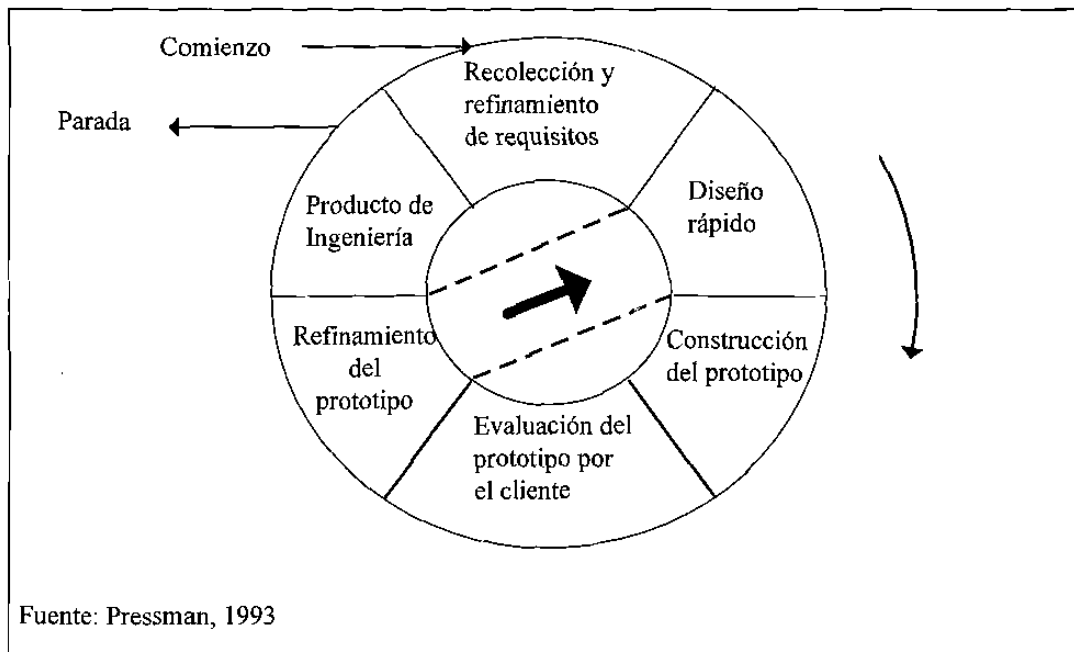 Comienzo
Parada
Recolección y
refinamiento
de requisitos
Diseño
rápido
Construcción
del prototipo
Evaluación del
prototipo por
el cliente
Refinamiento
del
prototipo
Producto de
Ingeniería
Fuente: Pressman, 1993